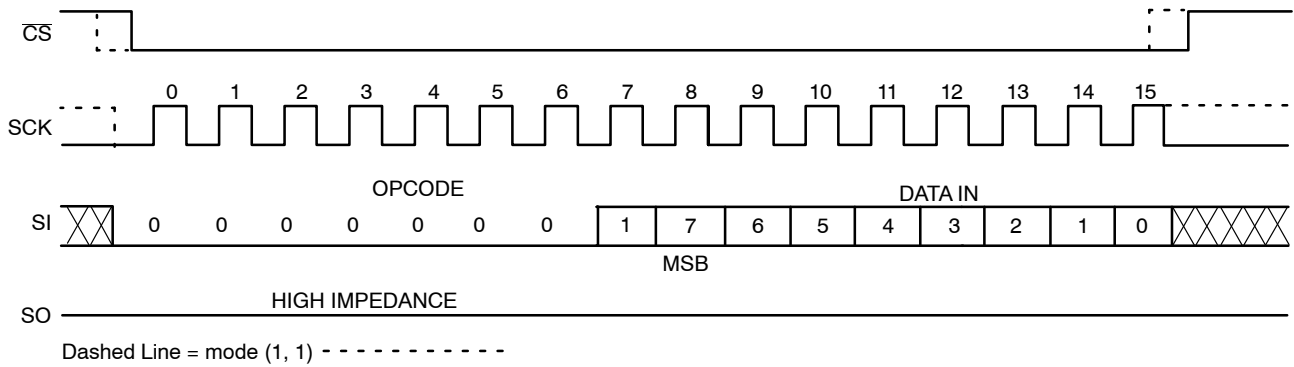 CS
0 1 2 3 4 5 6 7 8 9 10 11 12 13 14 15
SCK
OPCODE DATA IN
SI 0 0 0 0 0 0 0 1 7 6 5 4 3 2 1 0
MSB
HIGH IMPEDANCE
SO
Dashed Line = mode (1, 1)